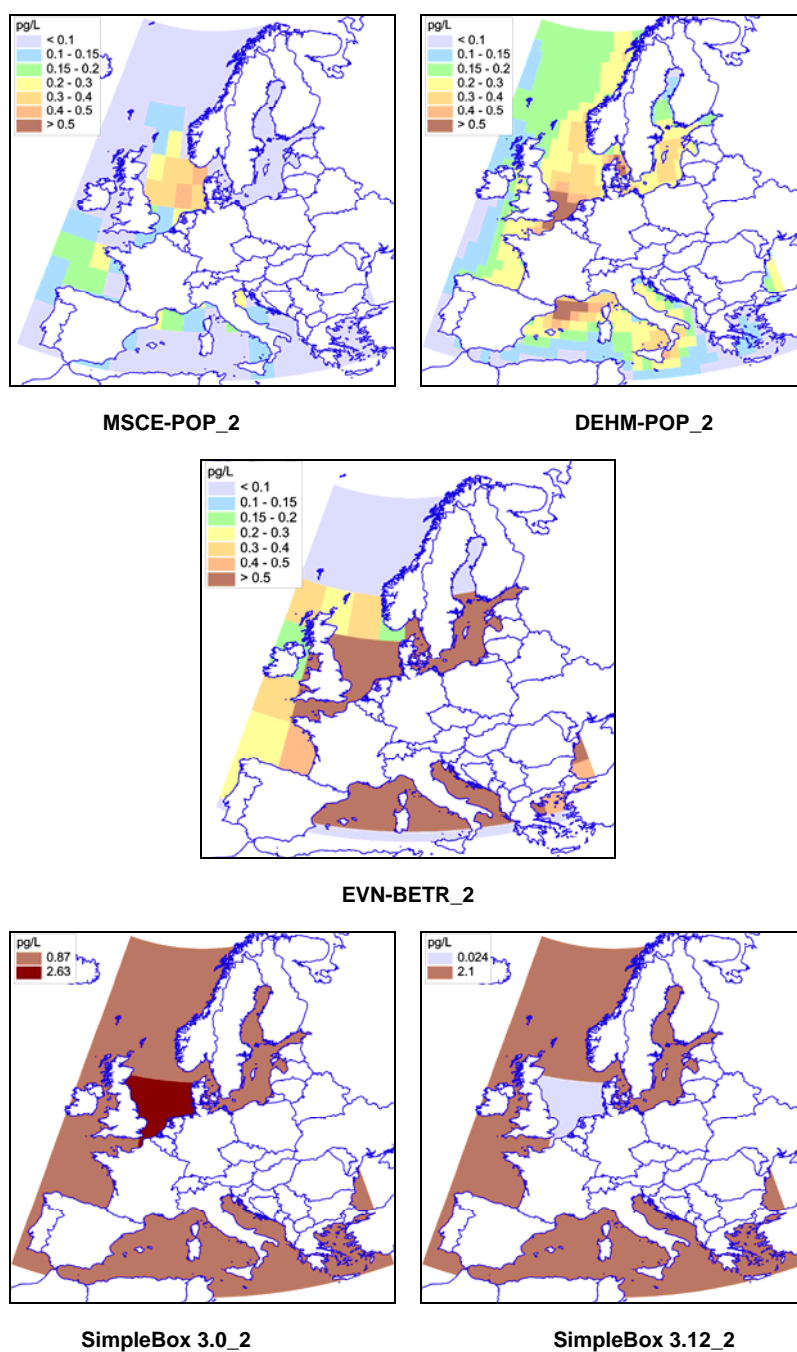 pg/L
< 0.1
0.1 - 0.15
0.15 - 0.2
0.2 - 0.3
0.3 - 0.4
0.4 - 0.5
> 0.5
MSCE-POP_2
pg/L
< 0.1
0.1 - 0.15
0.15 - 0.2
0.2 - 0.3
0.3 - 0.4
0.4 - 0.5
> 0.5
DEHM-POP_2
pg/L
< 0.1
0.1 - 0.15
0.15 - 0.2
0.2 - 0.3
0.3 - 0.4
0.4 - 0.5
> 0.5
EVN-BETR_2
pg/L
0.87
2.63
SimpleBox 3.0_2
pg/L
0.024
2.1
SimpleBox 3.12_2